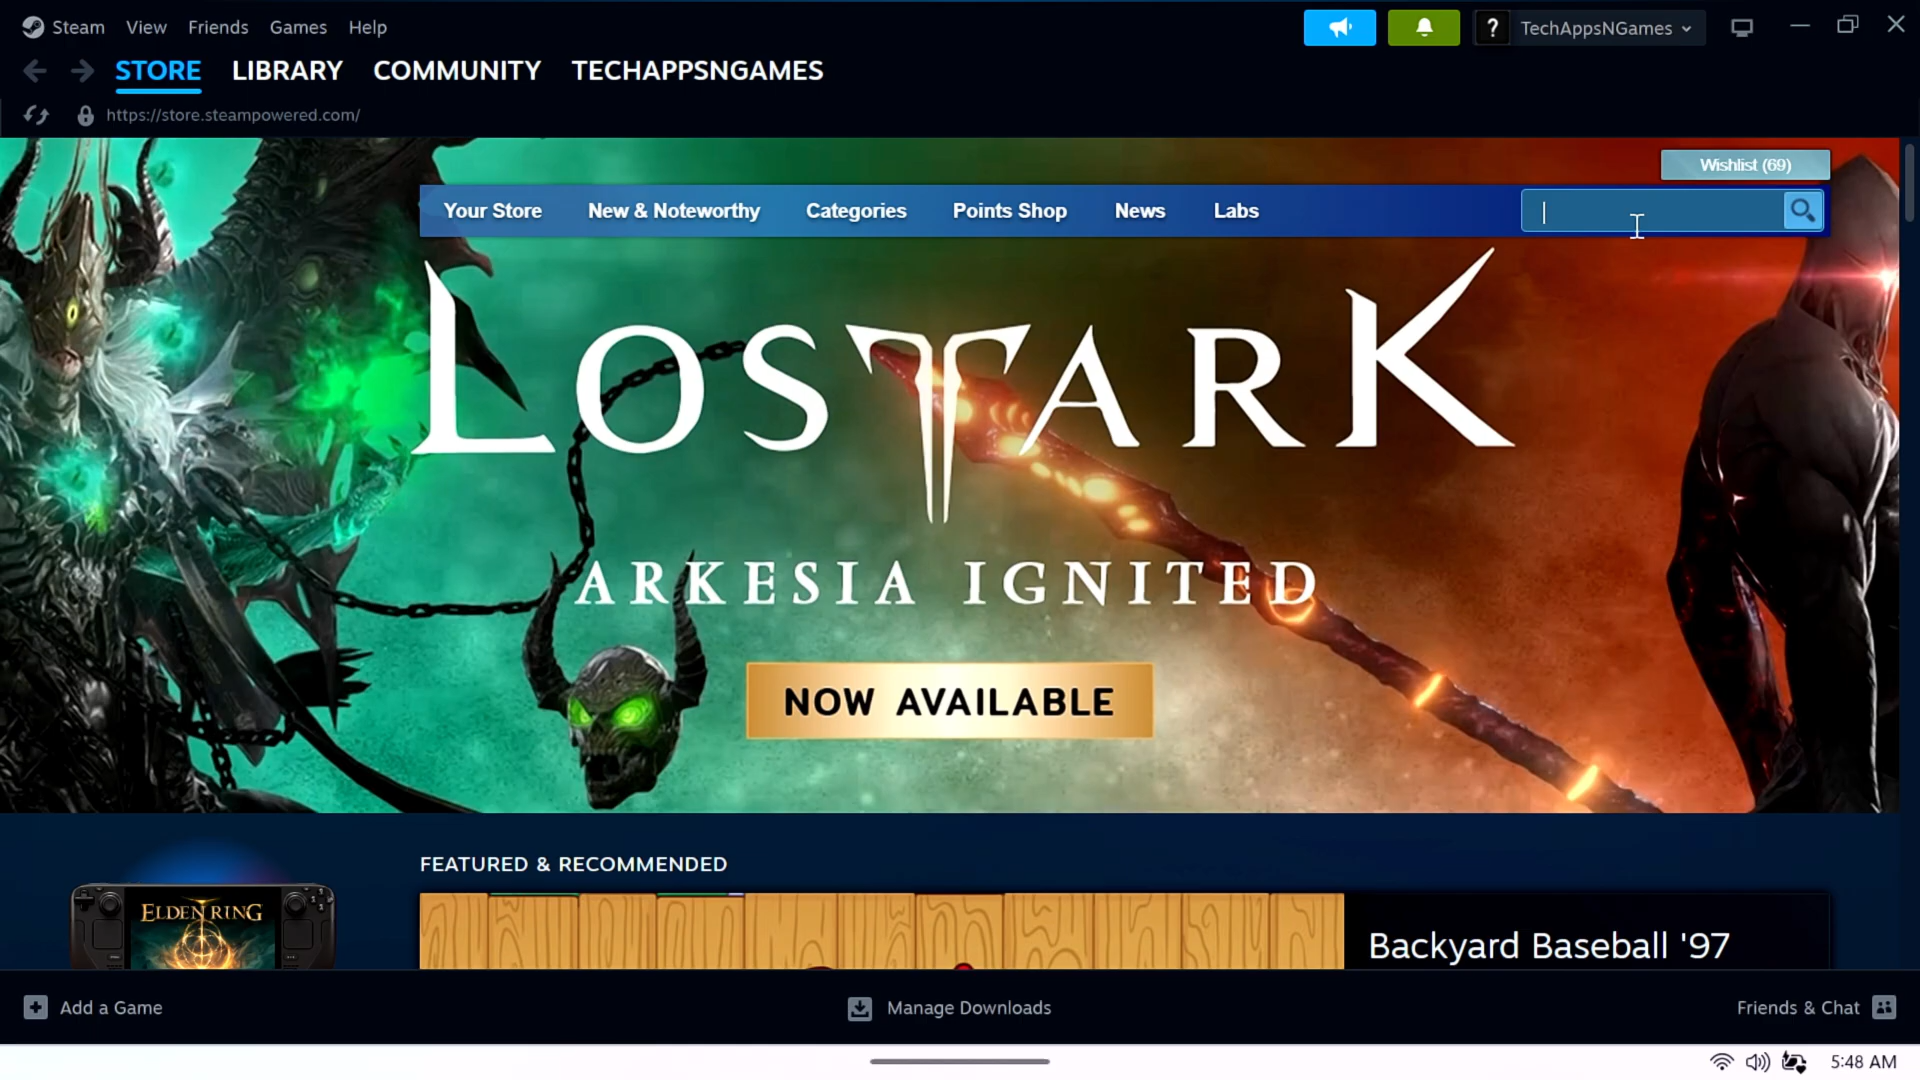 Steam View Friends Games Help
? TechAppsNGames
STORE LIBRARY COMMUNITY TECHAPPSNGAMES
https://store.steampowered.com/
Wishlist (69)
Your Store New & Noteworthy Categories Points Shop News Labs
LOST ARK
ARKESIA IGNITED
NOW AVAILABLE
FEATURED & RECOMMENDED
ELDEN RING
Backyard Baseball '97
Add a Game Manage Downloads Friends & Chat
5:48 AM